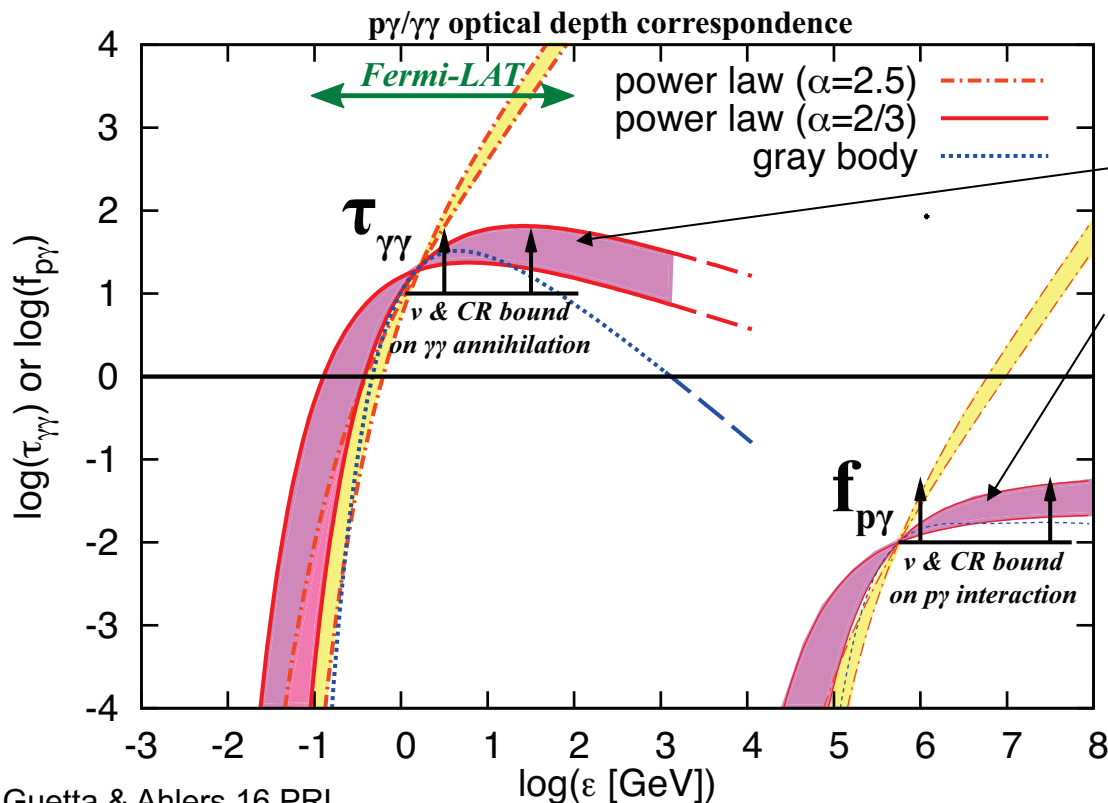 pγ/γγ optical depth correspondence
Fermi-LAT
power law (α=2.5)
power law (α=2/3)
gray body
τγγ
ν & CR bound
on γγ annihilation
fpγ
ν & CR bound
on pγ interaction
log(τγγ) or log(fpγ)
4
3
2
1
0
-1
-2
-3
-4
-3 -2 -1 0 1 2 3 4 5 6 7 8
log(ε [GeV])
Guetta & Ahlers 16 PRL